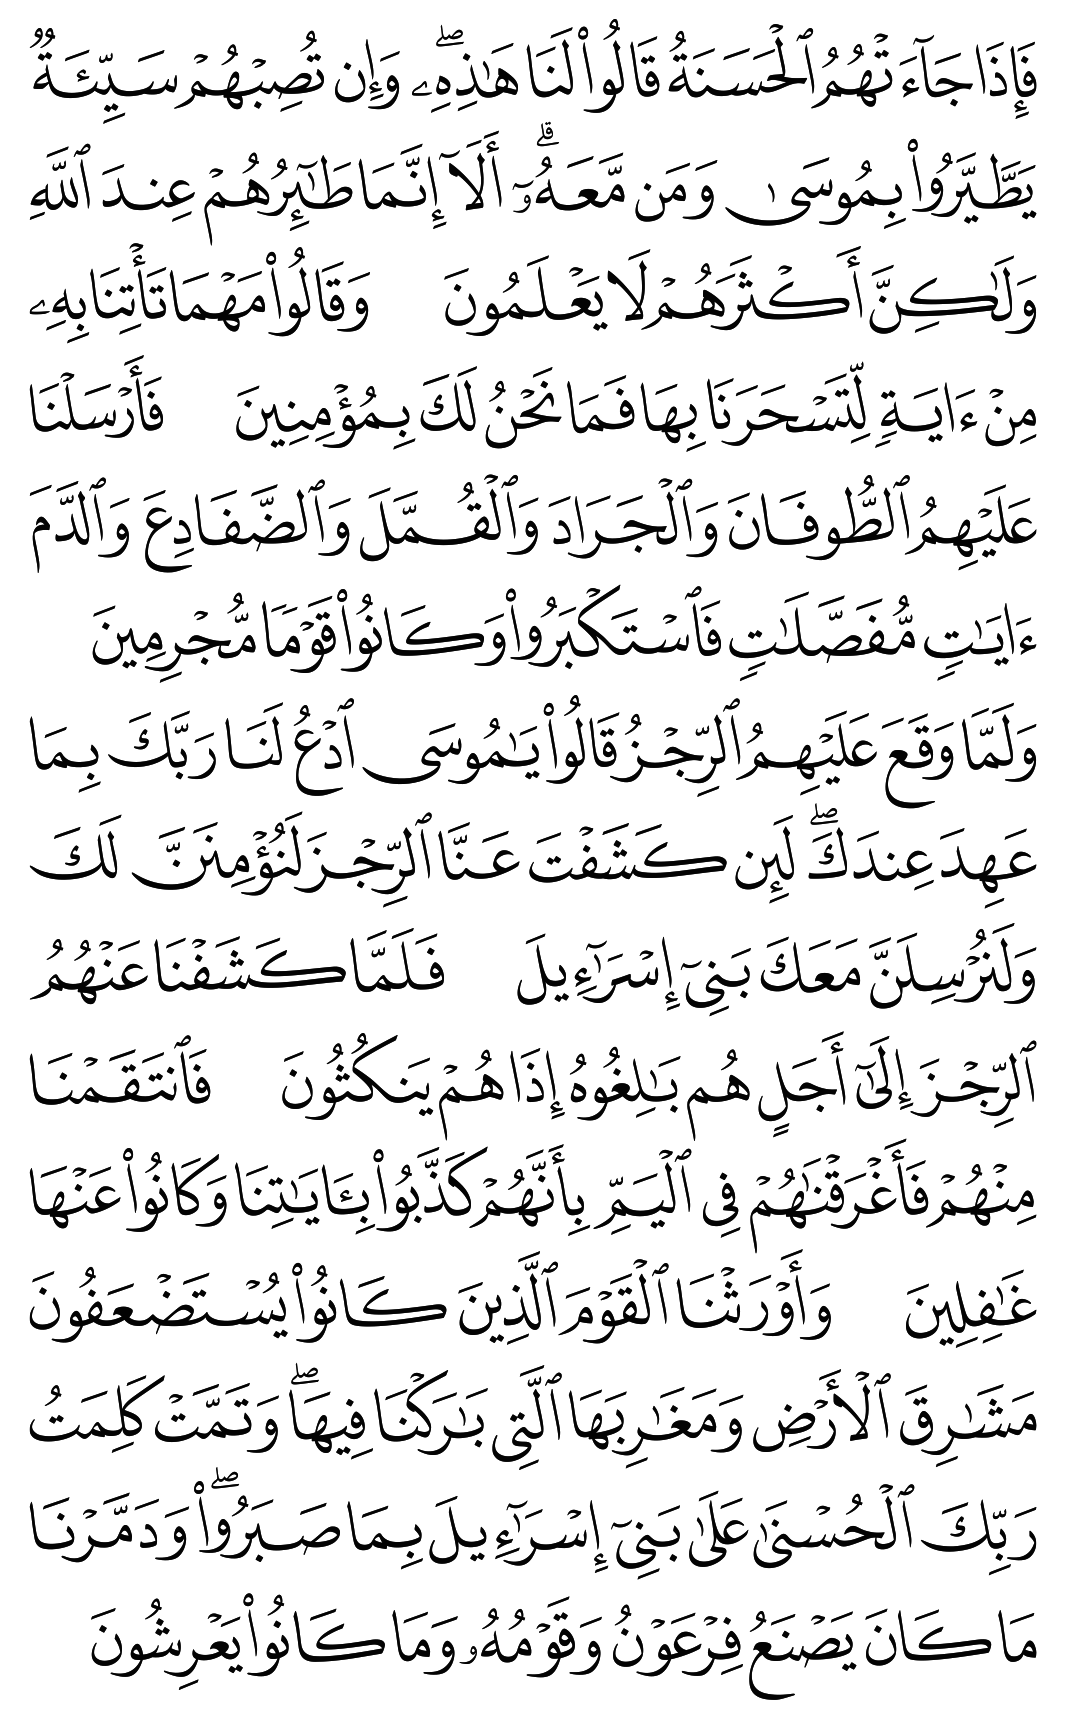 فَإِذَا جَآءَتْهُمُ ٱلْحَسَنَةُ قَالُوا۟ لَنَا هَٰذِهِۦ ۖ وَإِن تُصِبْهُمْ سَيِّئَةٌ
يَطَّيَّرُوا۟ بِمُوسَىٰ وَمَن مَّعَهُۥٓ ۗ أَلَآ إِنَّمَا طَٰٓئِرُهُمْ عِندَ ٱللَّهِ
وَلَٰكِنَّ أَكْثَرَهُمْ لَا يَعْلَمُونَ وَقَالُوا۟ مَهْمَا تَأْتِنَا بِهِۦ
مِنْ ءَايَةٍ لِّتَسْحَرَنَا بِهَا فَمَا نَحْنُ لَكَ بِمُؤْمِنِينَ فَأَرْسَلْنَا
عَلَيْهِمُ ٱلطُّوفَانَ وَٱلْجَرَادَ وَٱلْقُمَّلَ وَٱلضَّفَادِعَ وَٱلدَّمَ
ءَايَٰتٍ مُّفَصَّلَٰتٍ فَٱسْتَكْبَرُوا۟ وَكَانُوا۟ قَوْمًا مُّجْرِمِينَ
وَلَمَّا وَقَعَ عَلَيْهِمُ ٱلرِّجْزُ قَالُوا۟ يَٰمُوسَى ٱدْعُ لَنَا رَبَّكَ بِمَا
عَهِدَ عِندَكَ ۖ لَئِن كَشَفْتَ عَنَّا ٱلرِّجْزَ لَنُؤْمِنَنَّ لَكَ
وَلَنُرْسِلَنَّ مَعَكَ بَنِىٓ إِسْرَٰٓءِيلَ فَلَمَّا كَشَفْنَا عَنْهُمُ
ٱلرِّجْزَ إِلَىٰٓ أَجَلٍ هُم بَٰلِغُوهُ إِذَا هُمْ يَنكُثُونَ فَٱنتَقَمْنَا
مِنْهُمْ فَأَغْرَقْنَٰهُمْ فِى ٱلْيَمِّ بِأَنَّهُمْ كَذَّبُوا۟ بِـَٔايَٰتِنَا وَكَانُوا۟ عَنْهَا
غَٰفِلِينَ وَأَوْرَثْنَا ٱلْقَوْمَ ٱلَّذِينَ كَانُوا۟ يُسْتَضْعَفُونَ
مَشَٰرِقَ ٱلْأَرْضِ وَمَغَٰرِبَهَا ٱلَّتِى بَٰرَكْنَا فِيهَا ۖ وَتَمَّتْ كَلِمَتُ
رَبِّكَ ٱلْحُسْنَىٰ عَلَىٰ بَنِىٓ إِسْرَٰٓءِيلَ بِمَا صَبَرُوا۟ ۖ وَدَمَّرْنَا
مَا كَانَ يَصْنَعُ فِرْعَوْنُ وَقَوْمُهُۥ وَمَا كَانُوا۟ يَعْرِشُونَ